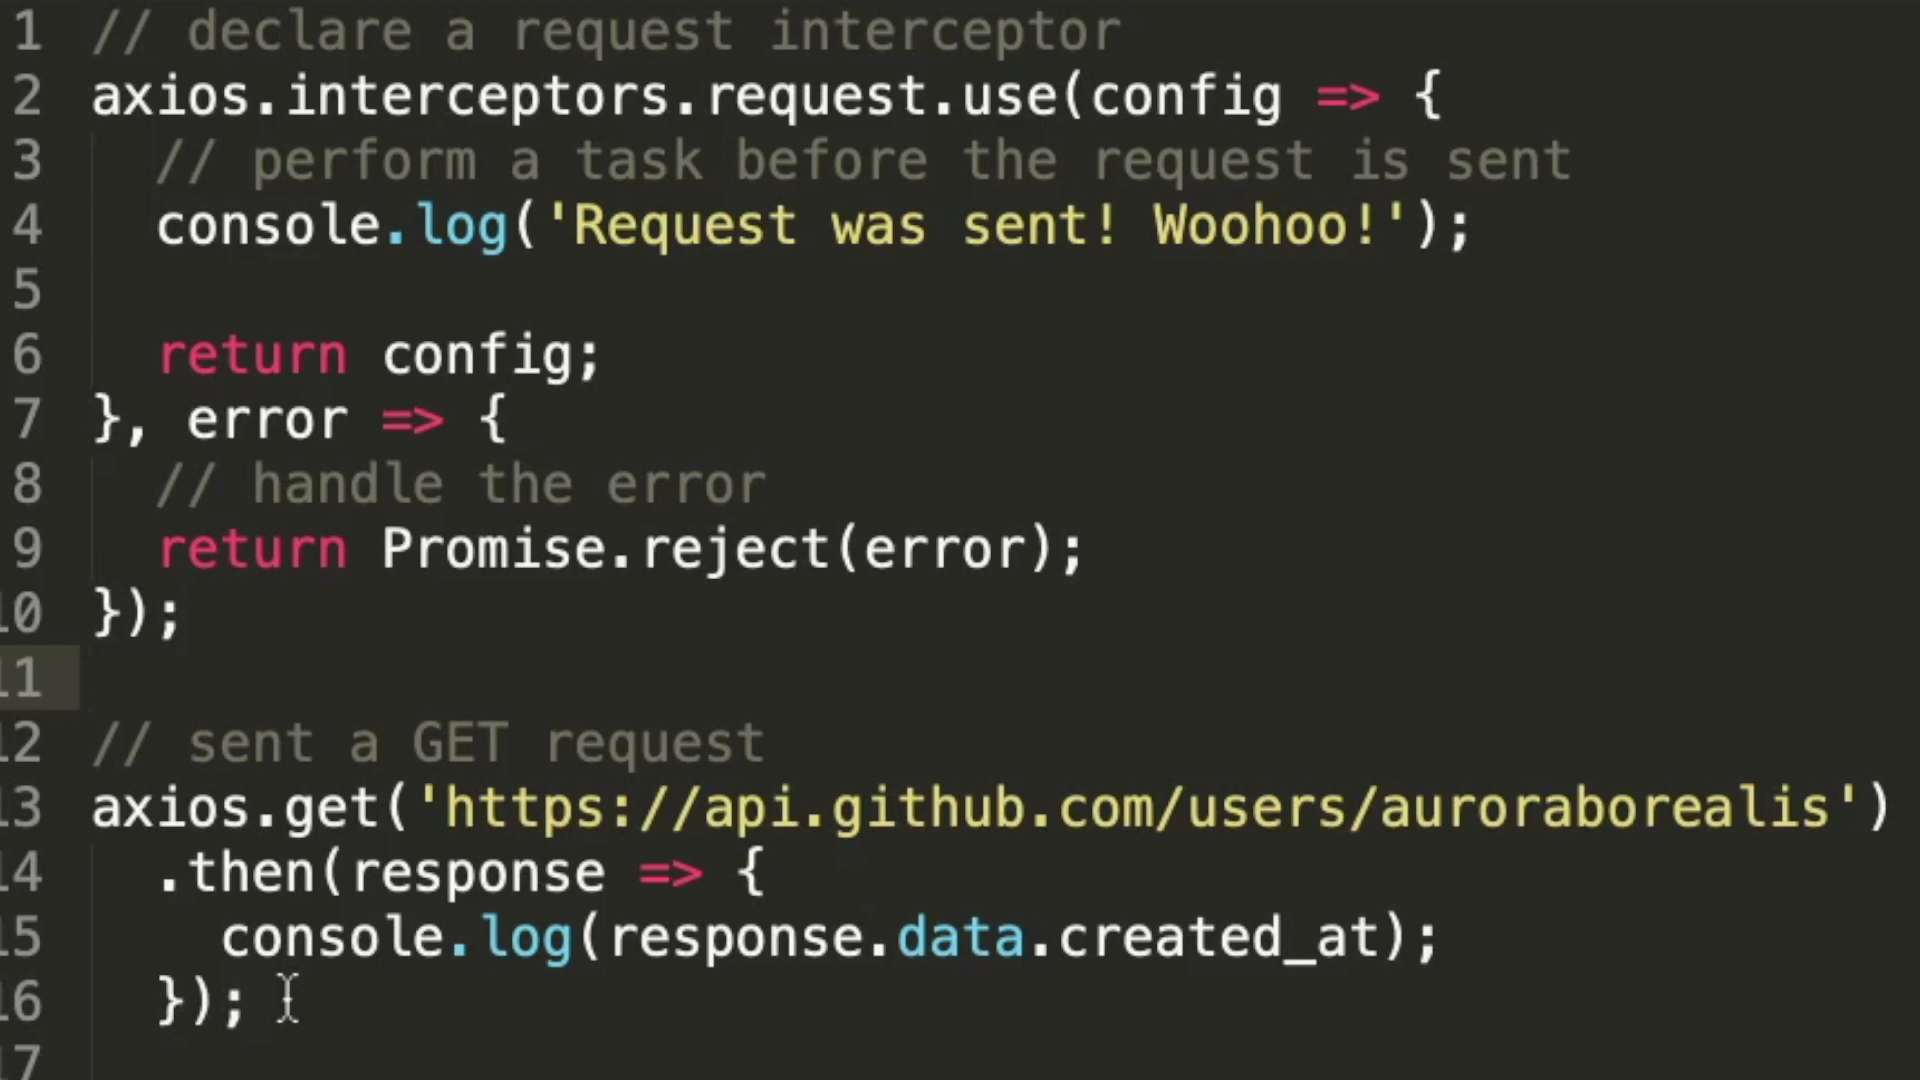 1 // declare a request interceptor
2 axios.interceptors.request.use(config => {
3   // perform a task before the request is sent
4   console.log('Request was sent! Woohoo!');
5
6   return config;
7 }, error => {
8   // handle the error
9   return Promise.reject(error);
10 });
11
12 // sent a GET request
13 axios.get('https://api.github.com/users/auroraborealis')
14   .then(response => {
15     console.log(response.data.created_at);
16   });
17